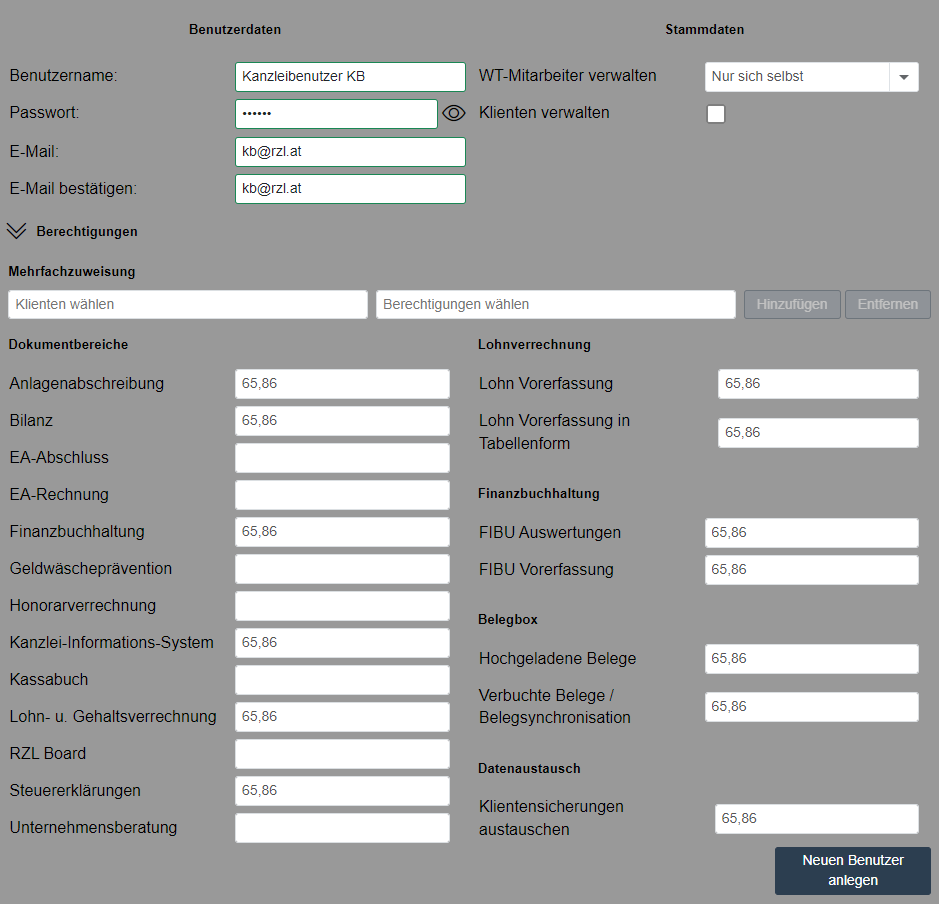 Benutzerdaten
Stammdaten
Benutzername: Kanzleibenutzer KB
WT-Mitarbeiter verwalten Nur sich selbst
Passwort: ••••••
Klienten verwalten
E-Mail: kb@rzl.at
E-Mail bestätigen: kb@rzl.at
Berechtigungen
Mehrfachzuweisung
Klienten wählen Berechtigungen wählen Hinzufügen Entfernen
Dokumentbereiche
Anlagenabschreibung 65,86
Bilanz 65,86
EA-Abschluss
EA-Rechnung
Finanzbuchhaltung 65,86
Geldwäscheprävention
Honorarverrechnung
Kanzlei-Informations-System 65,86
Kassabuch
Lohn- u. Gehaltsverrechnung 65,86
RZL Board
Steuererklärungen 65,86
Unternehmensberatung
Lohnverrechnung
Lohn Vorerfassung 65,86
Lohn Vorerfassung in
Tabellenform 65,86
Finanzbuchhaltung
FIBU Auswertungen 65,86
FIBU Vorerfassung 65,86
Belegbox
Hochgeladene Belege 65,86
Verbuchte Belege /
Belegsynchronisation 65,86
Datenaustausch
Klientensicherungen
austauschen 65,86
Neuen Benutzer
anlegen